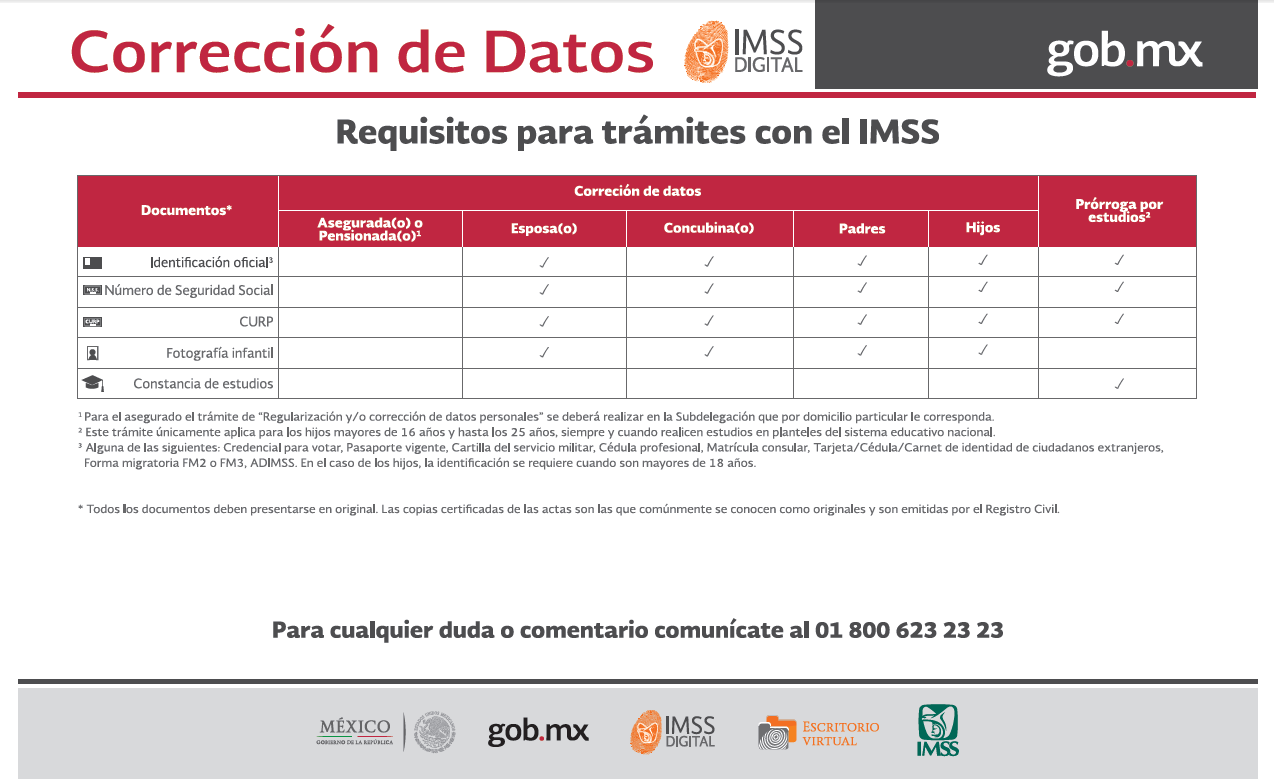 Corrección de Datos
IMSS
DIGITAL
gob.mx
Requisitos para trámites con el IMSS
Documentos*
Correción de datos
Prórroga por
estudios²
Asegurada(o) o
Pensionada(o)¹
Esposa(o)
Concubina(o)
Padres
Hijos
Identificación oficial³ ✓ ✓ ✓ ✓ ✓
Número de Seguridad Social ✓ ✓ ✓ ✓ ✓
CURP CURP ✓ ✓ ✓ ✓ ✓
Fotografía infantil ✓ ✓ ✓ ✓
Constancia de estudios ✓
¹ Para el asegurado el trámite de “Regularización y/o corrección de datos personales” se deberá realizar en la Subdelegación que por domicilio particular le corresponda.
² Este trámite únicamente aplica para los hijos mayores de 16 años y hasta los 25 años, siempre y cuando realicen estudios en planteles del sistema educativo nacional.
³ Alguna de las siguientes: Credencial para votar, Pasaporte vigente, Cartilla del servicio militar, Cédula profesional, Matrícula consular, Tarjeta/Cédula/Carnet de identidad de ciudadanos extranjeros,
Forma migratoria FM2 o FM3, ADIMSS. En el caso de los hijos, la identificación se requiere cuando son mayores de 18 años.
* Todos los documentos deben presentarse en original. Las copias certificadas de las actas son las que comúnmente se conocen como originales y son emitidas por el Registro Civil.
Para cualquier duda o comentario comunícate al 01 800 623 23 23
MÉXICO
GOBIERNO DE LA REPÚBLICA
gob.mx
IMSS
DIGITAL
ESCRITORIO
VIRTUAL
IMSS